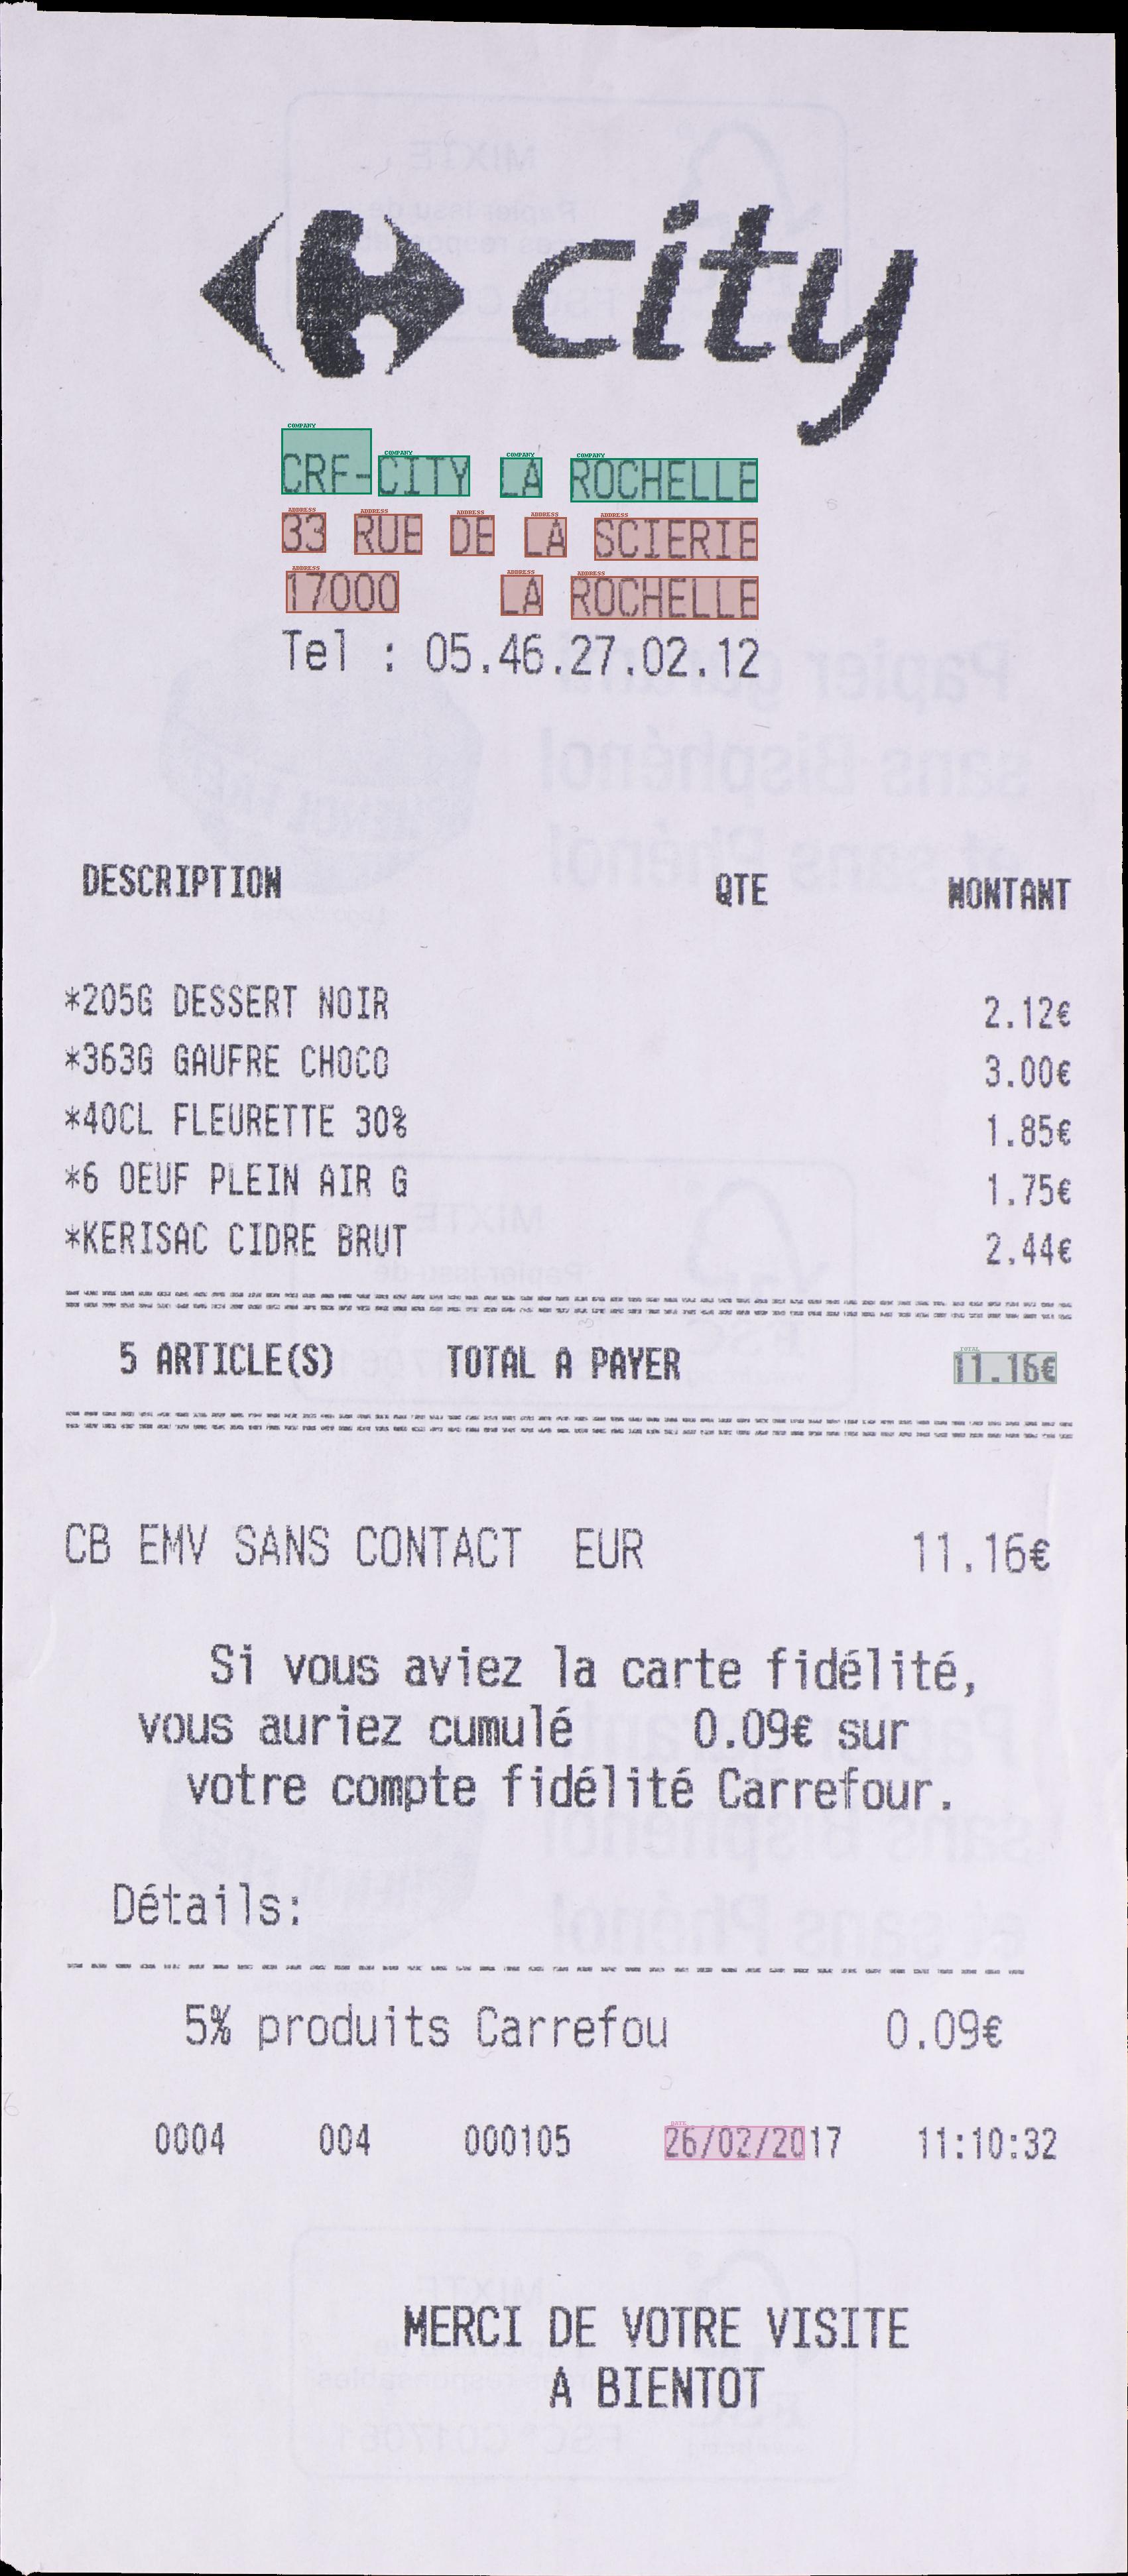 city
CRF-CITY LA ROCHELLE
33 RUE DE LA SCIERIE
17000 LA ROCHELLE
Tel : 05.46.27.02.12
DESCRIPTION QTE MONTANT
*205G DESSERT NOIR 2.12€
*363G GAUFRE CHOCO 3.00€
*40CL FLEURETTE 30% 1.85€
*6 OEUF PLEIN AIR G 1.75€
*KERISAC CIDRE BRUT 2.44€
5 ARTICLE(S) TOTAL A PAYER 11.16€
CB EMV SANS CONTACT EUR 11.16€
Si vous aviez la carte fidélité,
vous auriez cumulé 0.09€ sur
votre compte fidélité Carrefour.
Détails:
5% produits Carrefou 0.09€
0004 004 000105 26/02/2017 11:10:32
MERCI DE VOTRE VISITE
A BIENTOT